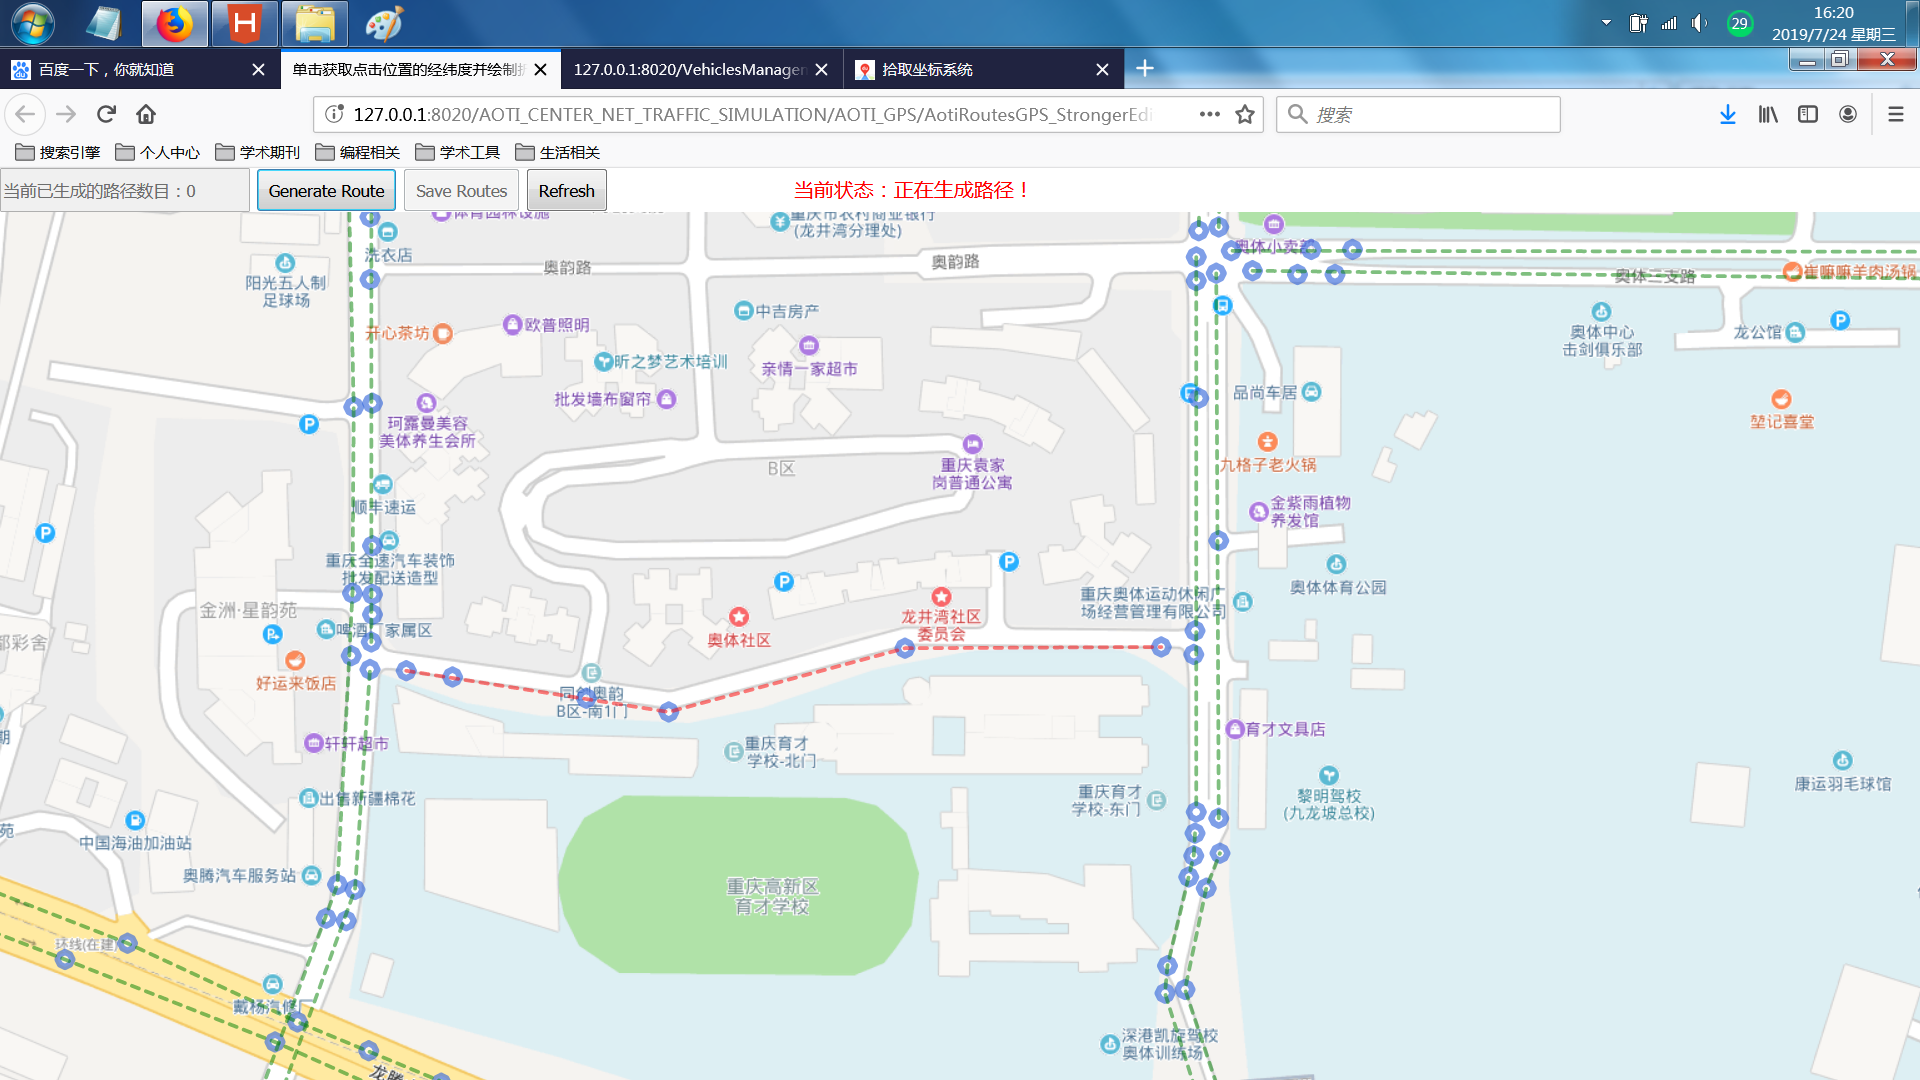 16:20
29
2019/7/24 星期三
百度一下，你就知道
单击获取点击位置的经纬度并绘制
127.0.0.1:8020/VehiclesManage
拾取坐标系统
127.0.0.1:8020/AOTI_CENTER_NET_TRAFFIC_SIMULATION/AOTI_GPS/AotiRoutesGPS_StrongerEdi
搜索
搜索引擎
个人中心
学术期刊
编程相关
学术工具
生活相关
当前已生成的路径数目：0
Generate Route
Save Routes
Refresh
当前状态：正在生成路径！
体育园林设施
重庆市农村商业银行
(龙井湾分理处)
洗衣店
奥韵路
奥韵路
奥体小卖部
奥体二支路
崔嘛嘛羊肉汤锅
阳光五人制
足球场
中吉房产
欧普照明
开心茶坊
昕之梦艺术培训
亲情一家超市
批发墙布窗帘
奥体中心
击剑俱乐部
龙公馆
P
品尚车居
堃记喜堂
珂露曼美容
美体养生会所
P
B区
重庆袁家
岗普通公寓
九格子老火锅
顺丰速运
金紫雨植物
养发馆
P
重庆全速汽车装饰
批发配送造型
P
P
奥体体育公园
重庆奥体运动休闲广
场经营管理有限公司
金洲·星韵苑
啤酒厂家属区
龙井湾社区
委员会
奥体社区
都彩舍
好运来饭店
同创奥韵
B区-南1门
轩轩超市
重庆育才
学校-北门
育才文具店
期
出售新疆棉花
重庆育才
学校-东门
黎明驾校
(九龙坡总校)
康运羽毛球馆
苑
中国海油加油站
奥腾汽车服务站
重庆高新区
育才学校
环线(在建)
戴杨汽修厂
深港凯旋驾校
奥体训练场
龙腾